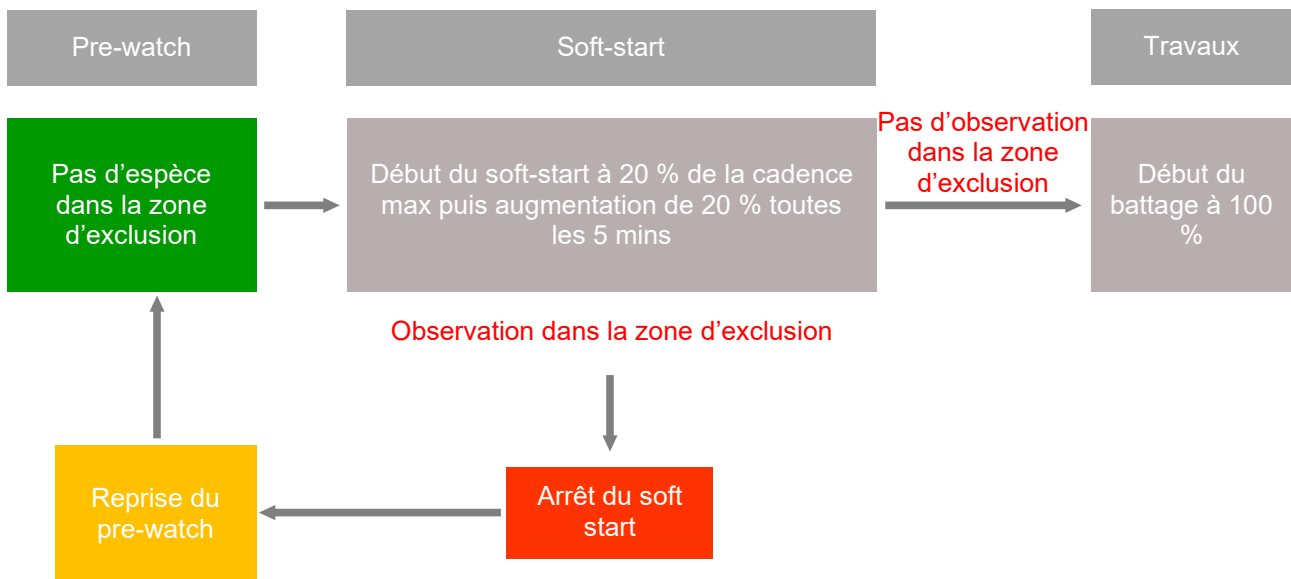 Pre-watch
Soft-start
Travaux
Pas d’espèce
dans la zone
d’exclusion
Début du soft-start à 20 % de la cadence
max puis augmentation de 20 % toutes
les 5 mins
Pas d’observation
dans la zone
d’exclusion
Début du
battage à 100
%
Observation dans la zone d’exclusion
Reprise du
pre-watch
Arrêt du soft
start